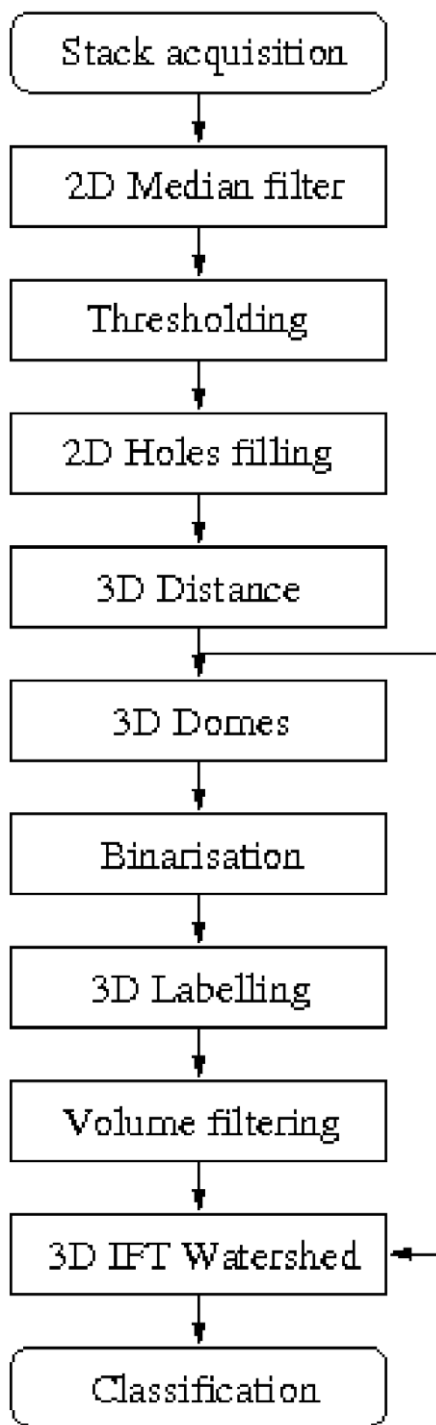 Stack acquisition
2D Median filter
Thresholding
2D Holes filling
3D Distance
3D Domes
Binarisation
3D Labelling
Volume filtering
3D IFT Watershed
Classification